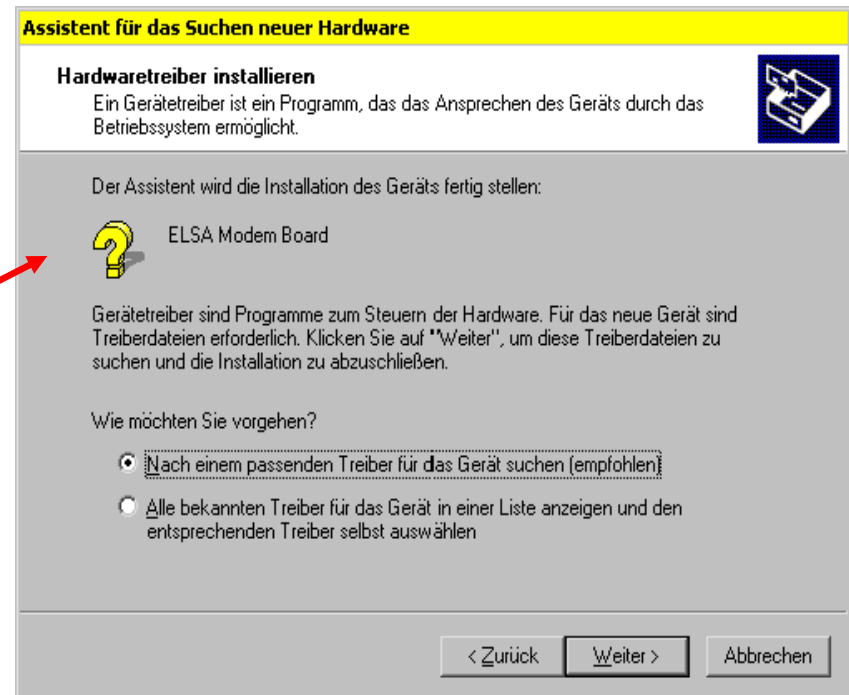 Assistent für das Suchen neuer Hardware
Hardwaretreiber installieren
Ein Gerätetreiber ist ein Programm, das das Ansprechen des Geräts durch das
Betriebssystem ermöglicht.
Der Assistent wird die Installation des Geräts fertig stellen:
ELSA Modem Board
Gerätetreiber sind Programme zum Steuern der Hardware. Für das neue Gerät sind
Treiberdateien erforderlich. Klicken Sie auf "Weiter", um diese Treiberdateien zu
suchen und die Installation zu abzuschließen.
Wie möchten Sie vorgehen?
Nach einem passenden Treiber für das Gerät suchen (empfohlen)
Alle bekannten Treiber für das Gerät in einer Liste anzeigen und den
entsprechenden Treiber selbst auswählen
< Zurück Weiter > Abbrechen